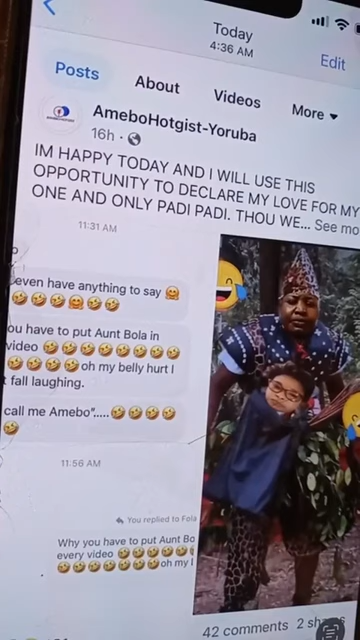 Today
4:36 AM
Edit
Posts
About
Videos
More
AmeboHotgist-Yoruba
16h
IM HAPPY TODAY AND I WILL USE THIS
OPPORTUNITY TO DECLARE MY LOVE FOR MY
ONE AND ONLY PADI PADI. THOU WE... See mo
11:31 AM
even have anything to say 🤗
🤣🤣🤣🤣🤣🤣
ou have to put Aunt Bola in
video 🤣🤣🤣🤣🤣🤣🤣🤣
🤣🤣🤣🤣oh my belly hurt I
fall laughing.
call me Amebo".....🤣🤣🤣🤣
🤣
11:56 AM
You replied to Fola
Why you have to put Aunt Bo
every video 🤣🤣🤣🤣🤣
🤣🤣🤣🤣🤣🤣🤣oh my
42 comments